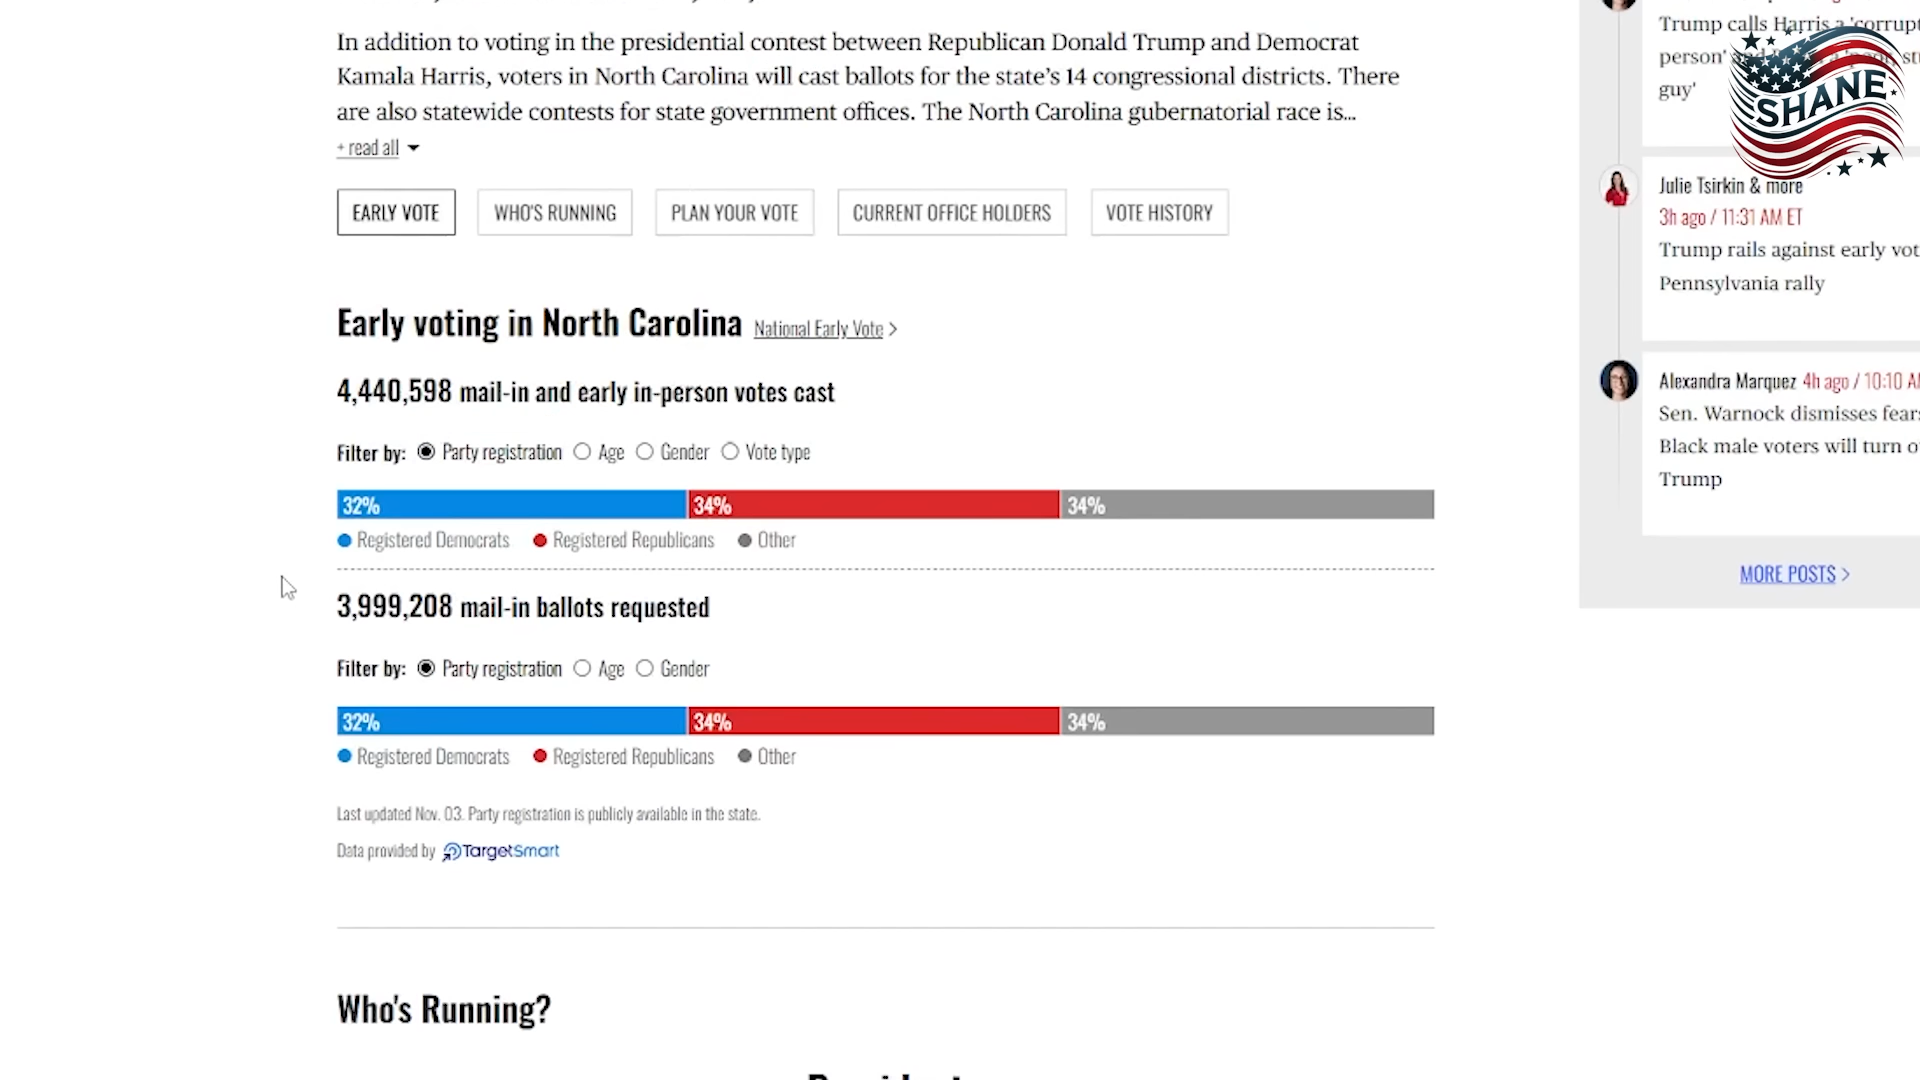 In addition to voting in the presidential contest between Republican Donald Trump and Democrat
Kamala Harris, voters in North Carolina will cast ballots for the state’s 14 congressional districts. There
are also statewide contests for state government offices. The North Carolina gubernatorial race is...
+ read all
EARLY VOTE
WHO'S RUNNING
PLAN YOUR VOTE
CURRENT OFFICE HOLDERS
VOTE HISTORY
Early voting in North Carolina National Early Vote >
4,440,598 mail-in and early in-person votes cast
Filter by: Party registration Age Gender Vote type
32% 34% 34%
Registered Democrats Registered Republicans Other
3,999,208 mail-in ballots requested
Filter by: Party registration Age Gender
32% 34% 34%
Registered Democrats Registered Republicans Other
Last updated Nov. 03. Party registration is publicly available in the state.
Data provided by TargetSmart
Who's Running?
Trump calls Harris a 'corrupt
person'
guy'
SHANE
Julie Tsirkin & more
3h ago / 11:31 AM ET
Trump rails against early
Pennsylvania rally
Alexandra Marquez 4h ago / 10:10
Sen. Warnock dismisses fears
Black male voters will turn
Trump
MORE POSTS >